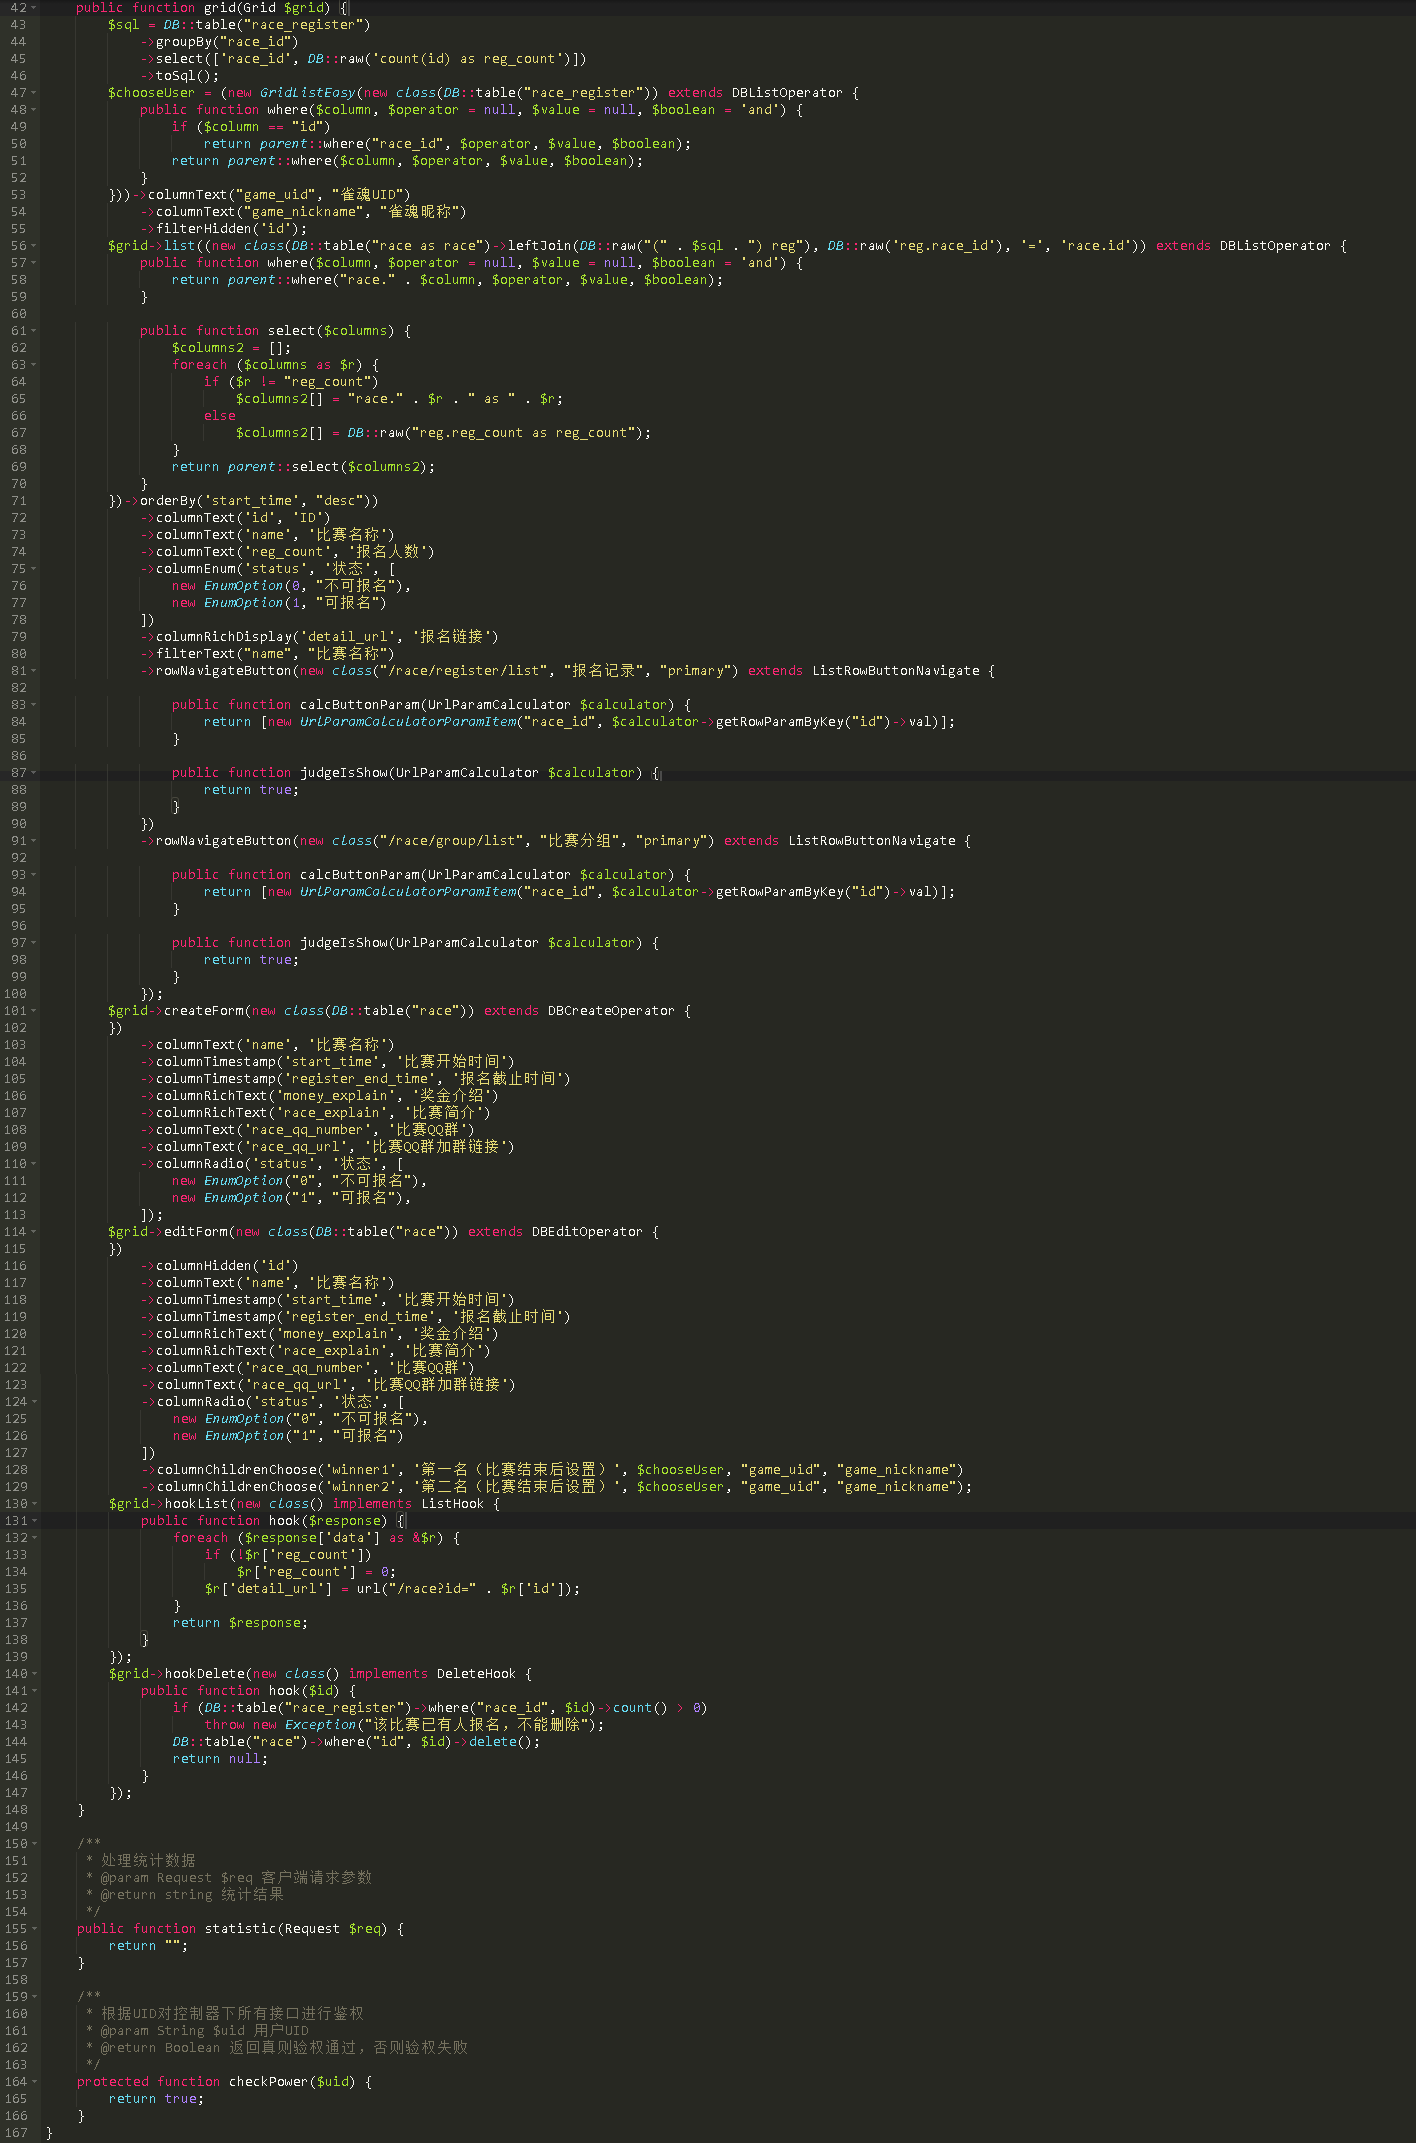 42 public function grid(Grid $grid) {
43 $sql = DB::table("race_register")
44 ->groupBy("race_id")
45 ->select(['race_id', DB::raw('count(id) as reg_count')])
46 ->toSql();
47 $chooseUser = (new GridListEasy(new class(DB::table("race_register")) extends DBListOperator {
48 public function where($column, $operator = null, $value = null, $boolean = 'and') {
49 if ($column == "id")
50 return parent::where("race_id", $operator, $value, $boolean);
51 return parent::where($column, $operator, $value, $boolean);
52 }
53 }))->columnText("game_uid", "雀魂UID")
54 ->columnText("game_nickname", "雀魂昵称")
55 ->filterHidden('id');
56 $grid->list((new class(DB::table("race as race")->leftJoin(DB::raw("(" . $sql . ") reg"), DB::raw('reg.race_id'), '=', 'race.id')) extends DBListOperator {
57 public function where($column, $operator = null, $value = null, $boolean = 'and') {
58 return parent::where("race." . $column, $operator, $value, $boolean);
59 }
60
61 public function select($columns) {
62 $columns2 = [];
63 foreach ($columns as $r) {
64 if ($r != "reg_count")
65 $columns2[] = "race." . $r . " as " . $r;
66 else
67 $columns2[] = DB::raw("reg.reg_count as reg_count");
68 }
69 return parent::select($columns2);
70 }
71 })->orderBy('start_time', "desc"))
72 ->columnText('id', 'ID')
73 ->columnText('name', '比赛名称')
74 ->columnText('reg_count', '报名人数')
75 ->columnEnum('status', '状态', [
76 new EnumOption(0, "不可报名"),
77 new EnumOption(1, "可报名")
78 ])
79 ->columnRichDisplay('detail_url', '报名链接')
80 ->filterText("name", "比赛名称")
81 ->rowNavigateButton(new class("/race/register/list", "报名记录", "primary") extends ListRowButtonNavigate {
82
83 public function calcButtonParam(UrlParamCalculator $calculator) {
84 return [new UrlParamCalculatorParamItem("race_id", $calculator->getRowParamByKey("id")->val)];
85 }
86
87 public function judgeIsShow(UrlParamCalculator $calculator) {
88 return true;
89 }
90 })
91 ->rowNavigateButton(new class("/race/group/list", "比赛分组", "primary") extends ListRowButtonNavigate {
92
93 public function calcButtonParam(UrlParamCalculator $calculator) {
94 return [new UrlParamCalculatorParamItem("race_id", $calculator->getRowParamByKey("id")->val)];
95 }
96
97 public function judgeIsShow(UrlParamCalculator $calculator) {
98 return true;
99 }
100 });
101 $grid->createForm(new class(DB::table("race")) extends DBCreateOperator {
102 })
103 ->columnText('name', '比赛名称')
104 ->columnTimestamp('start_time', '比赛开始时间')
105 ->columnTimestamp('register_end_time', '报名截止时间')
106 ->columnRichText('money_explain', '奖金介绍')
107 ->columnRichText('race_explain', '比赛简介')
108 ->columnText('race_qq_number', '比赛QQ群')
109 ->columnText('race_qq_url', '比赛QQ群加群链接')
110 ->columnRadio('status', '状态', [
111 new EnumOption("0", "不可报名"),
112 new EnumOption("1", "可报名"),
113 ]);
114 $grid->editForm(new class(DB::table("race")) extends DBEditOperator {
115 })
116 ->columnHidden('id')
117 ->columnText('name', '比赛名称')
118 ->columnTimestamp('start_time', '比赛开始时间')
119 ->columnTimestamp('register_end_time', '报名截止时间')
120 ->columnRichText('money_explain', '奖金介绍')
121 ->columnRichText('race_explain', '比赛简介')
122 ->columnText('race_qq_number', '比赛QQ群')
123 ->columnText('race_qq_url', '比赛QQ群加群链接')
124 ->columnRadio('status', '状态', [
125 new EnumOption("0", "不可报名"),
126 new EnumOption("1", "可报名")
127 ])
128 ->columnChildrenChoose('winner1', '第一名（比赛结束后设置）', $chooseUser, "game_uid", "game_nickname")
129 ->columnChildrenChoose('winner2', '第二名（比赛结束后设置）', $chooseUser, "game_uid", "game_nickname");
130 $grid->hookList(new class() implements ListHook {
131 public function hook($response) {
132 foreach ($response['data'] as &$r) {
133 if (!$r['reg_count'])
134 $r['reg_count'] = 0;
135 $r['detail_url'] = url("/race?id=" . $r['id']);
136 }
137 return $response;
138 }
139 });
140 $grid->hookDelete(new class() implements DeleteHook {
141 public function hook($id) {
142 if (DB::table("race_register")->where("race_id", $id)->count() > 0)
143 throw new Exception("该比赛已有人报名，不能删除");
144 DB::table("race")->where("id", $id)->delete();
145 return null;
146 }
147 });
148 }
149
150 /**
151 * 处理统计数据
152 * @param Request $req 客户端请求参数
153 * @return string 统计结果
154 */
155 public function statistic(Request $req) {
156 return "";
157 }
158
159 /**
160 * 根据UID对控制器下所有接口进行鉴权
161 * @param String $uid 用户UID
162 * @return Boolean 返回真则验权通过，否则验权失败
163 */
164 protected function checkPower($uid) {
165 return true;
166 }
167 }